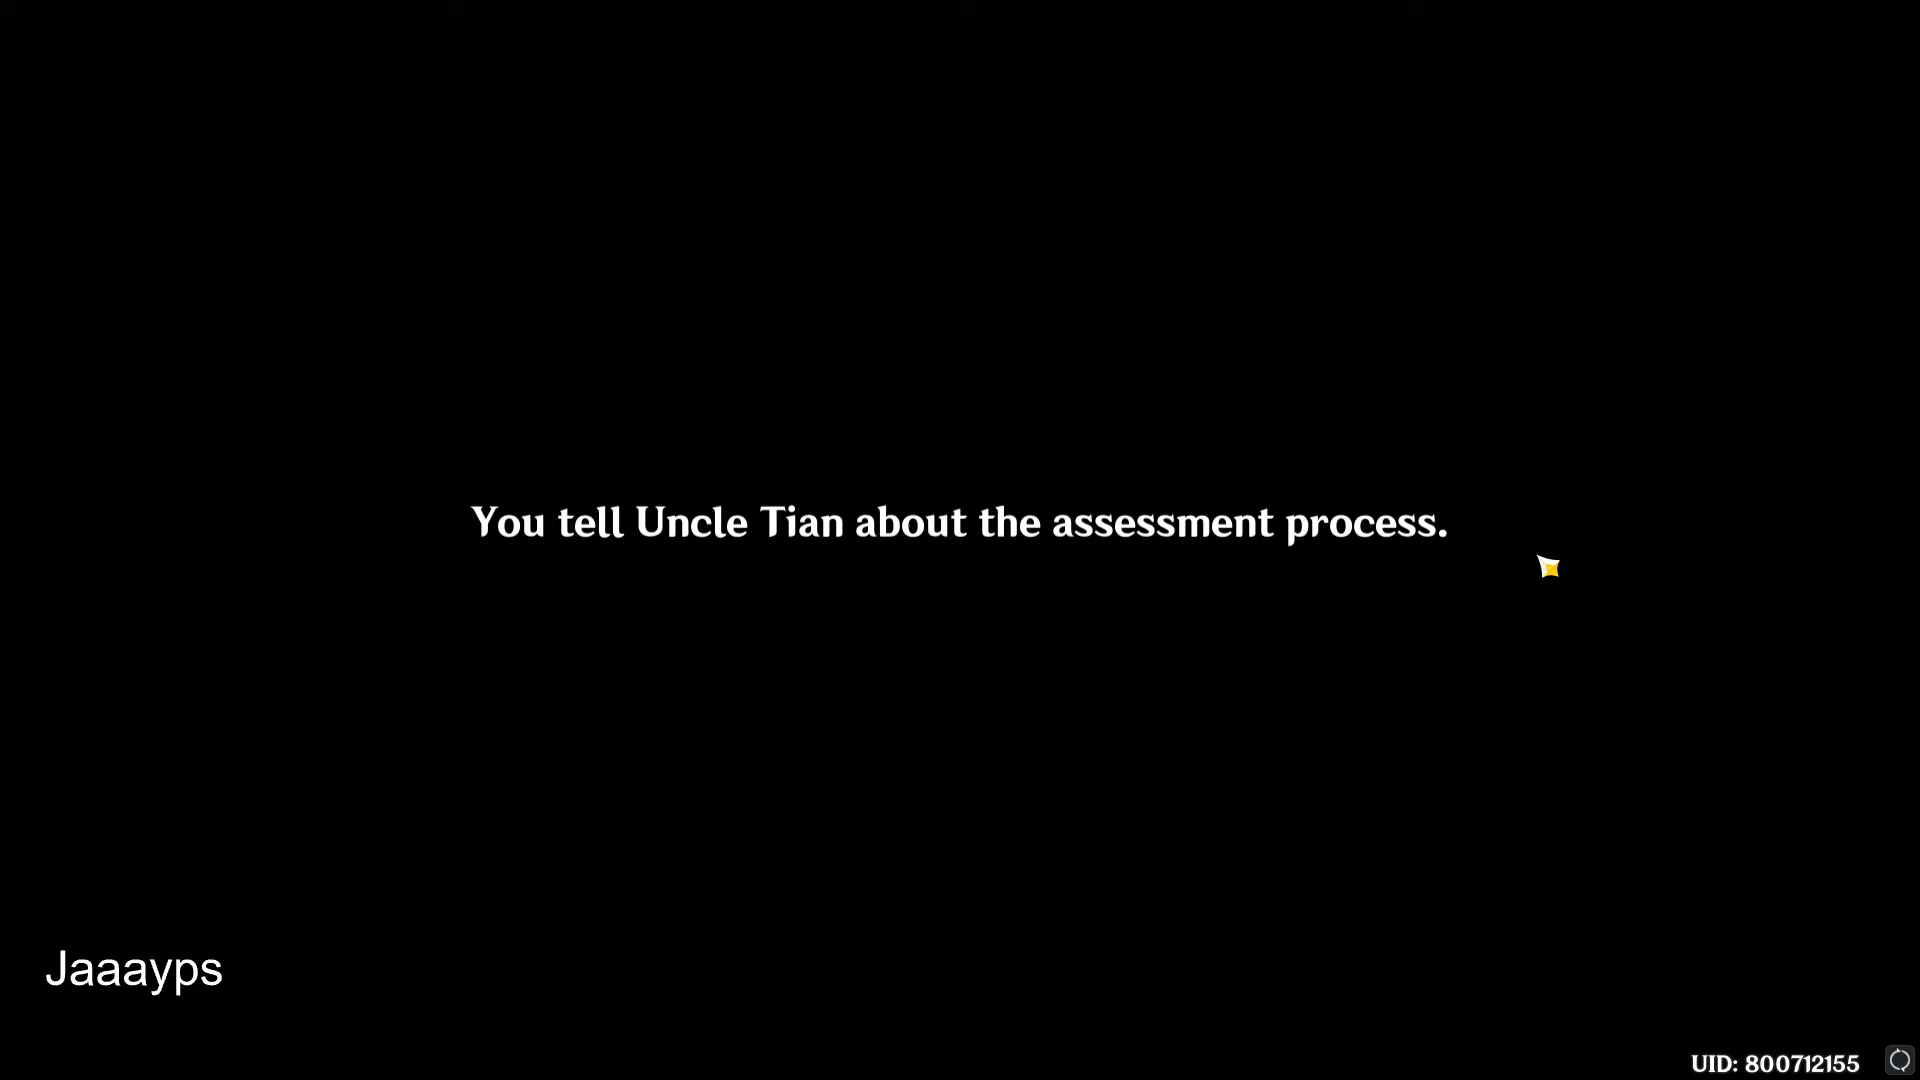 You tell Uncle Tian about the assessment process.
Jaaayps
UID: 800712155